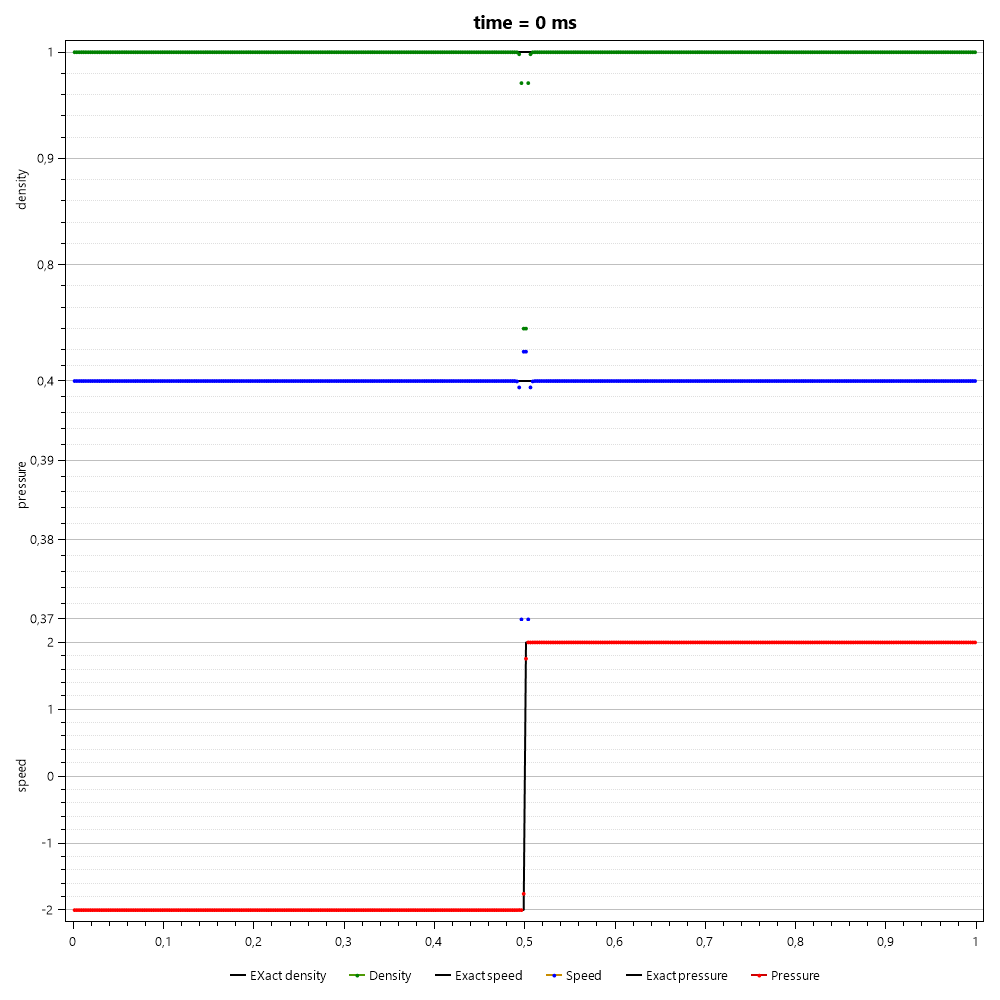 time = 0 ms
1
0,9
0,8
density
0,4
0,39
0,38
0,37
pressure
2
1
0
-1
-2
speed
0 0,1 0,2 0,3 0,4 0,5 0,6 0,7 0,8 0,9 1
EXact density Density Exact speed Speed Exact pressure Pressure